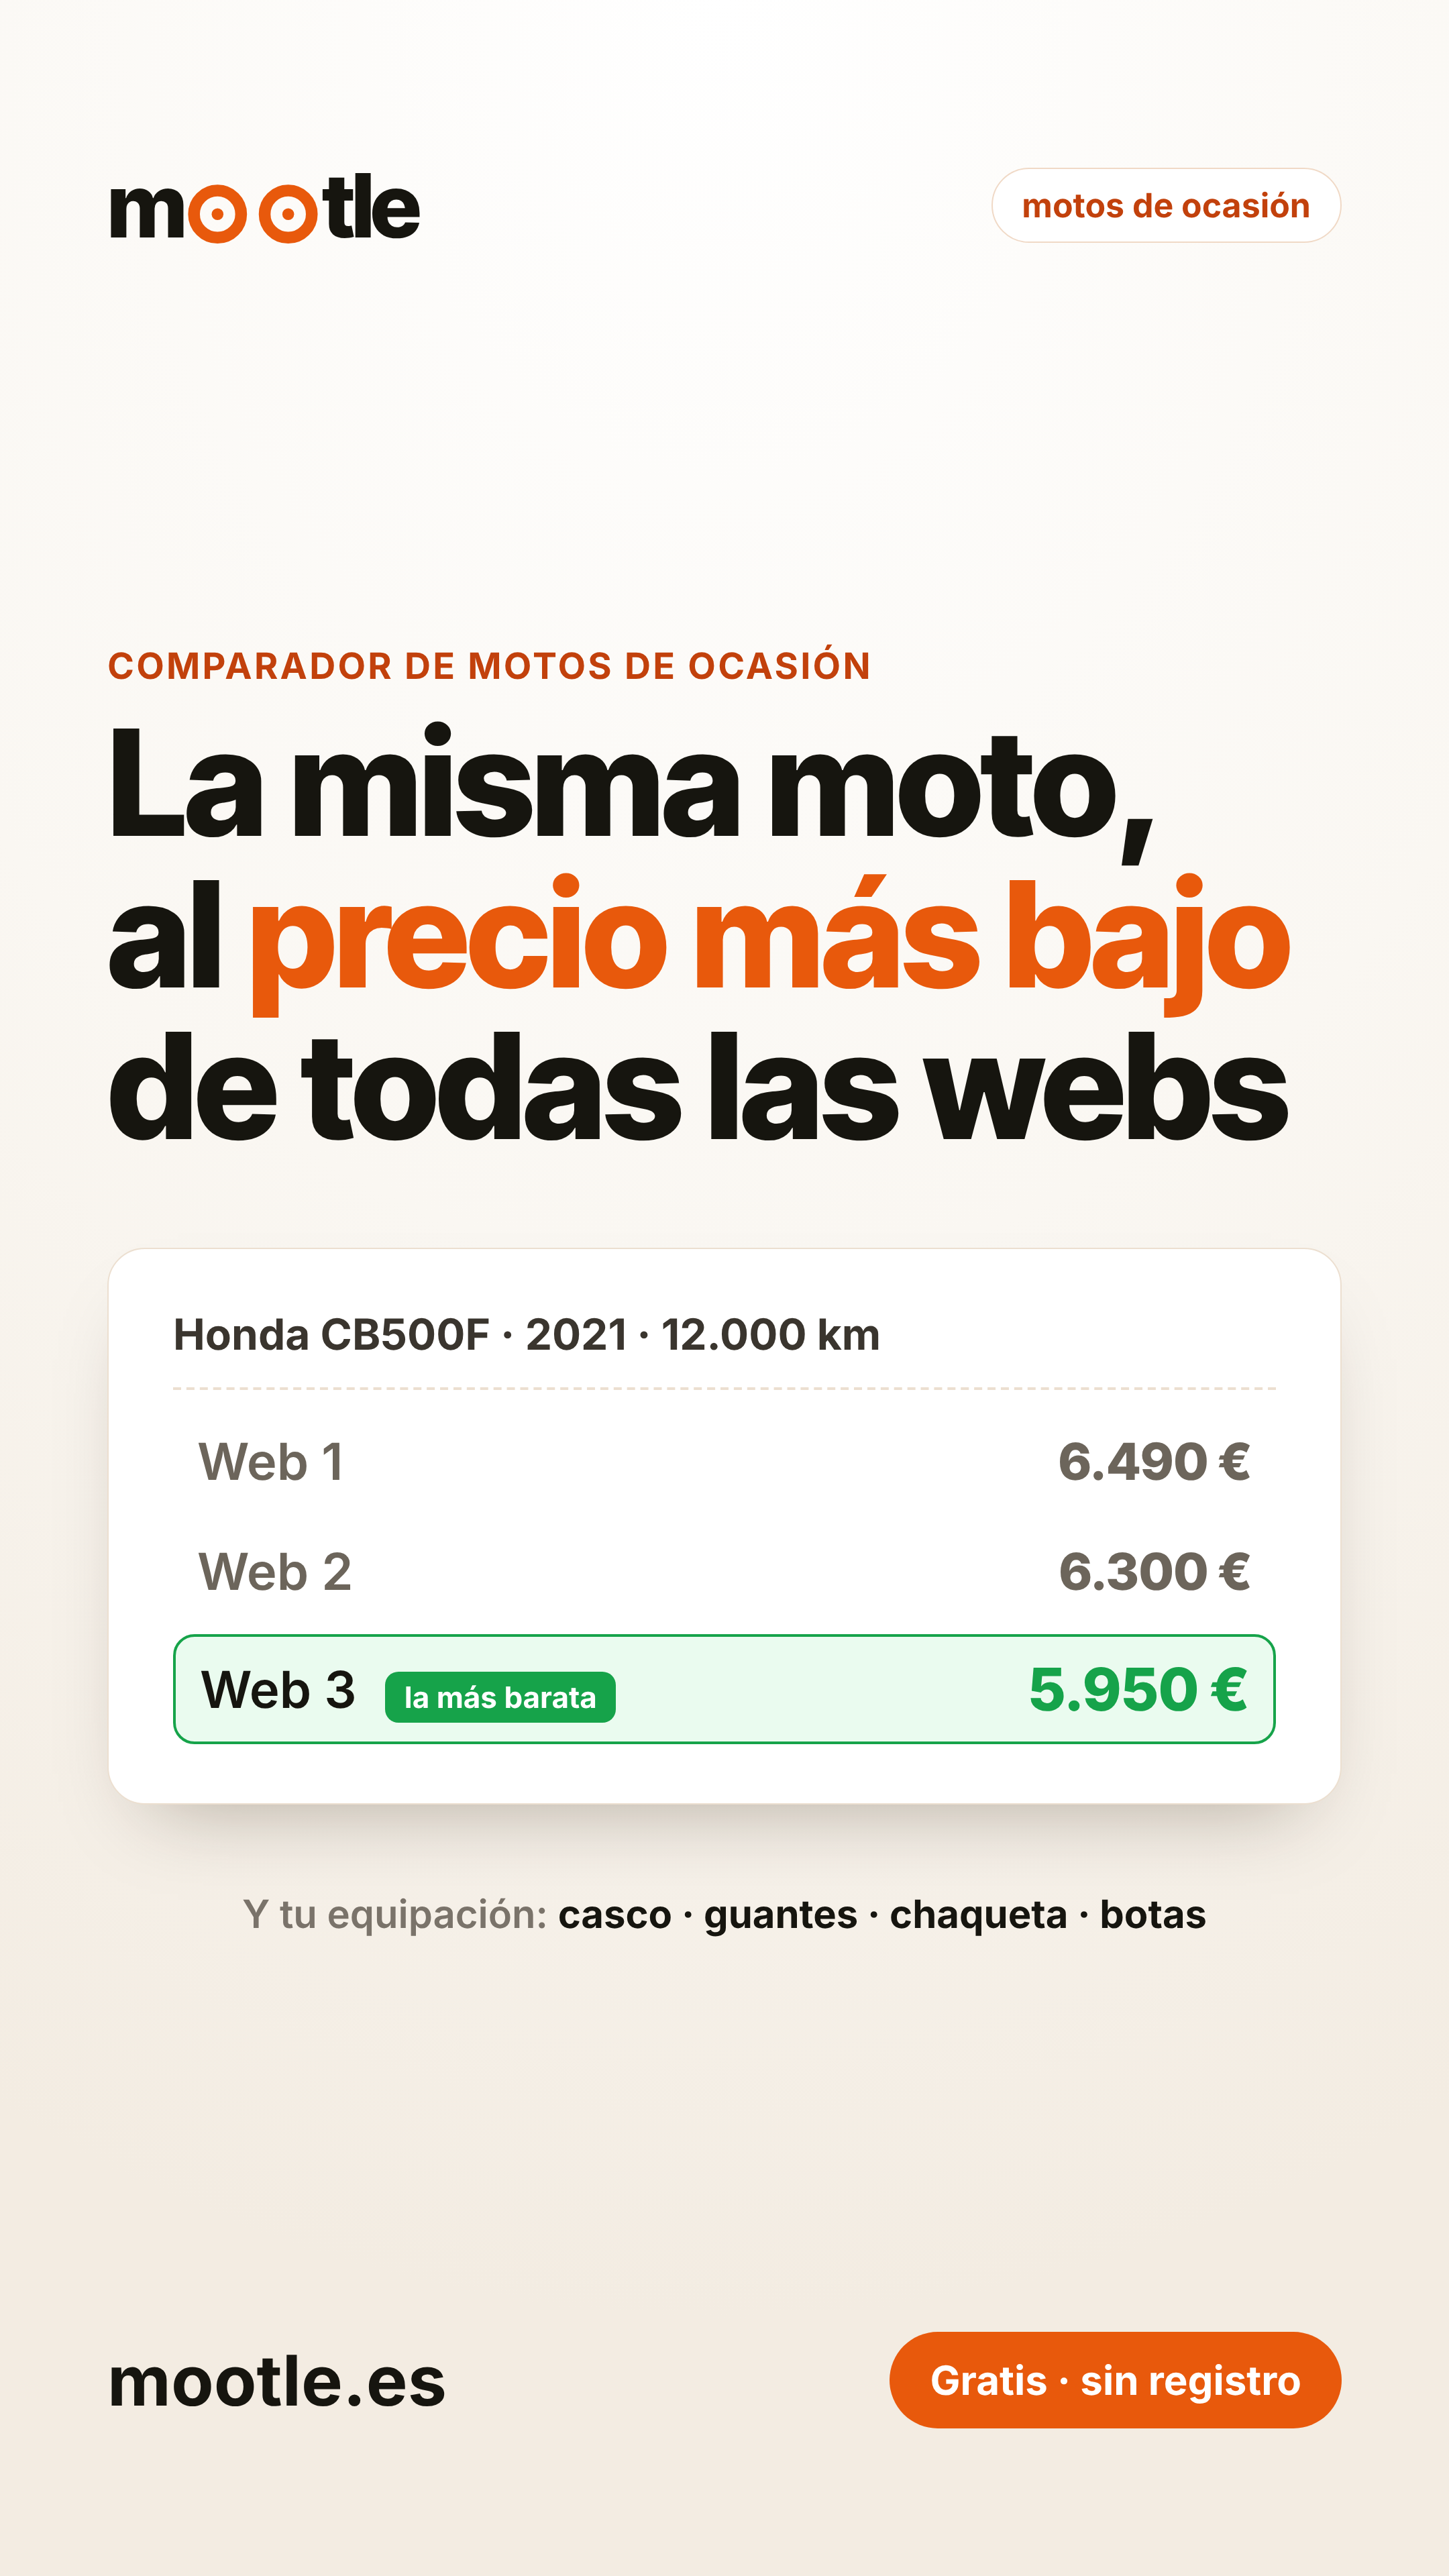 mootle
motos de ocasión
COMPARADOR DE MOTOS DE OCASIÓN
La misma moto,
al precio más bajo
de todas las webs
Honda CB500F · 2021 · 12.000 km
Web 1 6.490 €
Web 2 6.300 €
Web 3 la más barata 5.950 €
Y tu equipación: casco · guantes · chaqueta · botas
mootle.es
Gratis · sin registro